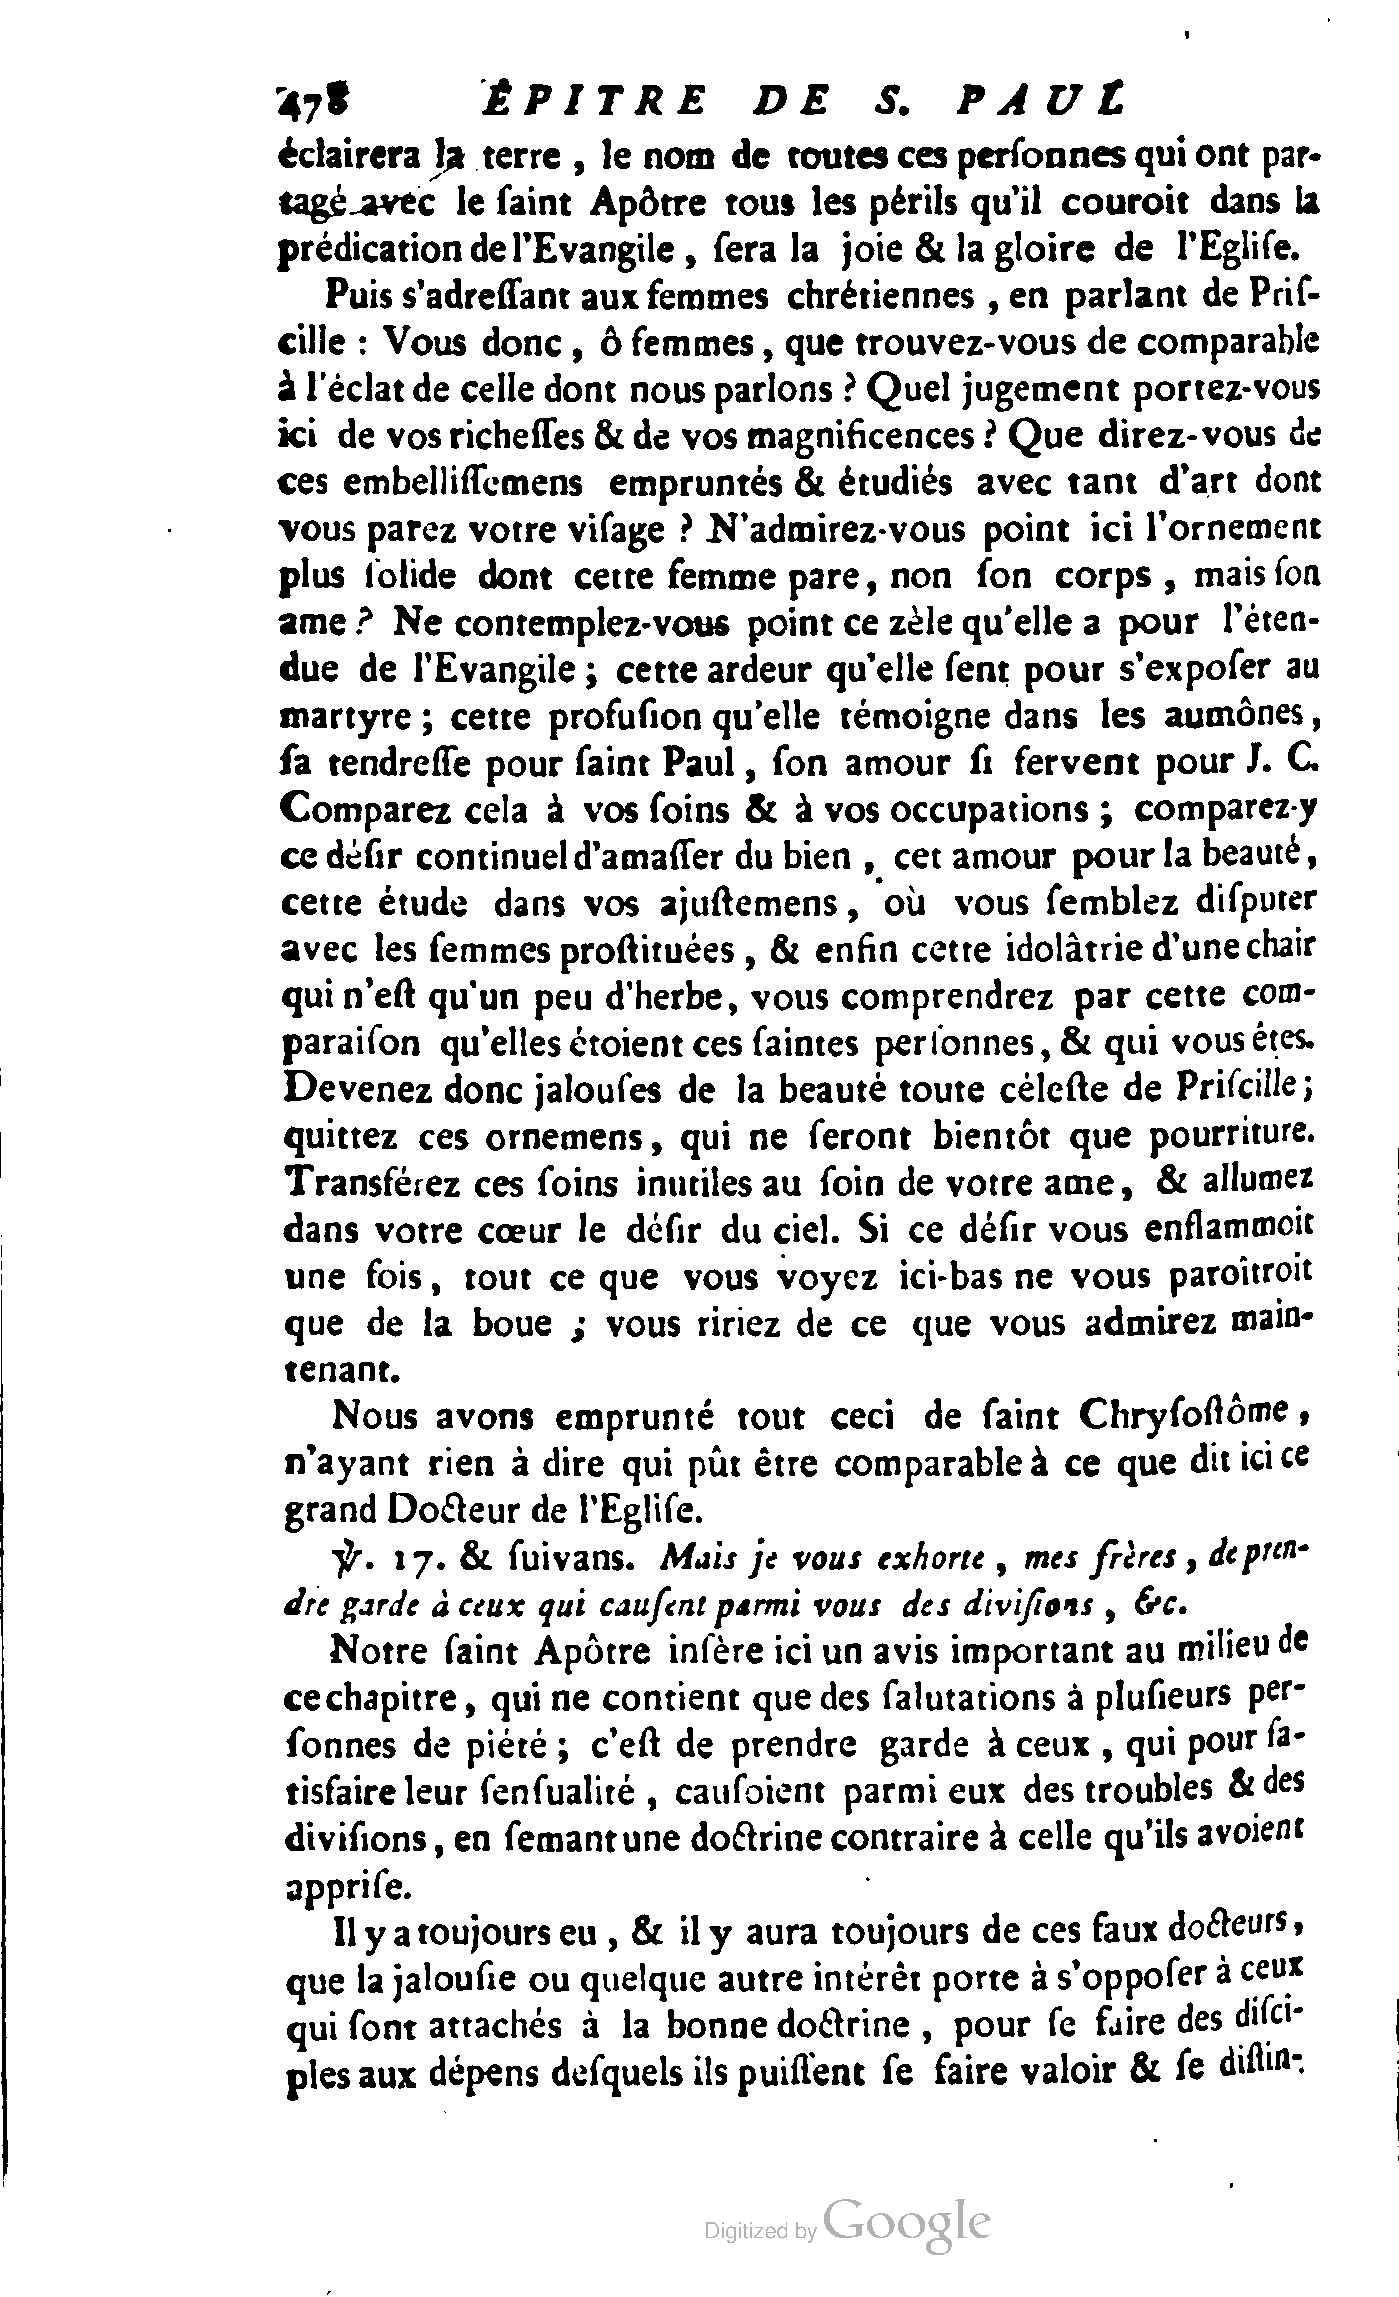 478 ÉPITRE DE S. PAUL
éclairera la terre , le nom de toutes ces perſonnes qui ont par-
tagé avec le ſaint Apôtre tous les périls qu'il couroit dans la
prédication de l'Evangile , ſera la joie & la gloire de l'Egliſe.
Puis s'adreſſant aux femmes chrétiennes , en parlant de Priſ-
cille : Vous donc , ô femmes , que trouvez-vous de comparable
à l'éclat de celle dont nous parlons ? Quel jugement portez-vous
ici de vos richeſſes & de vos magnificences ? Que direz-vous de
ces embelliſſemens empruntés & étudiés avec tant d'art dont
vous parez votre viſage ? N'admirez-vous point ici l'ornement
plus ſolide dont cette femme pare, non ſon corps , mais ſon
ame ? Ne contemplez-vous point ce zèle qu'elle a pour l'éten-
due de l'Evangile ; cette ardeur qu'elle ſent pour s'expoſer au
martyre ; cette profuſion qu'elle témoigne dans les aumônes,
ſa tendreſſe pour ſaint Paul , ſon amour ſi fervent pour J. C.
Comparez cela à vos ſoins & à vos occupations ; comparez-y
ce déſir continuel d'amaſſer du bien , cet amour pour la beauté,
cette étude dans vos ajuſtemens, où vous ſemblez diſputer
avec les femmes proſtituées , & enfin cette idolâtrie d'une chair
qui n'eſt qu'un peu d'herbe, vous comprendrez par cette com-
paraiſon qu'elles étoient ces ſaintes perſonnes, & qui vous êtes.
Devenez donc jalouſes de la beauté toute céleſte de Priſcille;
quittez ces ornemens, qui ne ſeront bientôt que pourriture.
Transférez ces ſoins inutiles au ſoin de votre ame, & allumez
dans votre cœur le déſir du ciel. Si ce déſir vous enflammoit
une fois, tout ce que vous voyez ici-bas ne vous paroîtroit
que de la boue ; vous ririez de ce que vous admirez main-
tenant.
Nous avons emprunté tout ceci de ſaint Chryſoſtôme ,
n'ayant rien à dire qui pût être comparable à ce que dit ici ce
grand Docteur de l'Egliſe.
℣. 17. & ſuivans. Mais je vous exhorte , mes frères , de pren-
dre garde à ceux qui cauſent parmi vous des diviſions , &c.
Notre ſaint Apôtre inſère ici un avis important au milieu de
ce chapitre, qui ne contient que des ſalutations à pluſieurs per-
ſonnes de piété ; c'eſt de prendre garde à ceux , qui pour ſa-
tisfaire leur ſenſualité , cauſoient parmi eux des troubles & des
diviſions, en ſemant une doctrine contraire à celle qu'ils avoient
appriſe.
Il y a toujours eu , & il y aura toujours de ces faux docteurs,
que la jalouſie ou quelque autre intérêt porte à s'oppoſer à ceux
qui ſont attachés à la bonne doctrine , pour ſe faire des diſci-
ples aux dépens deſquels ils puiſſent ſe faire valoir & ſe diſtin-
Digitized by Google